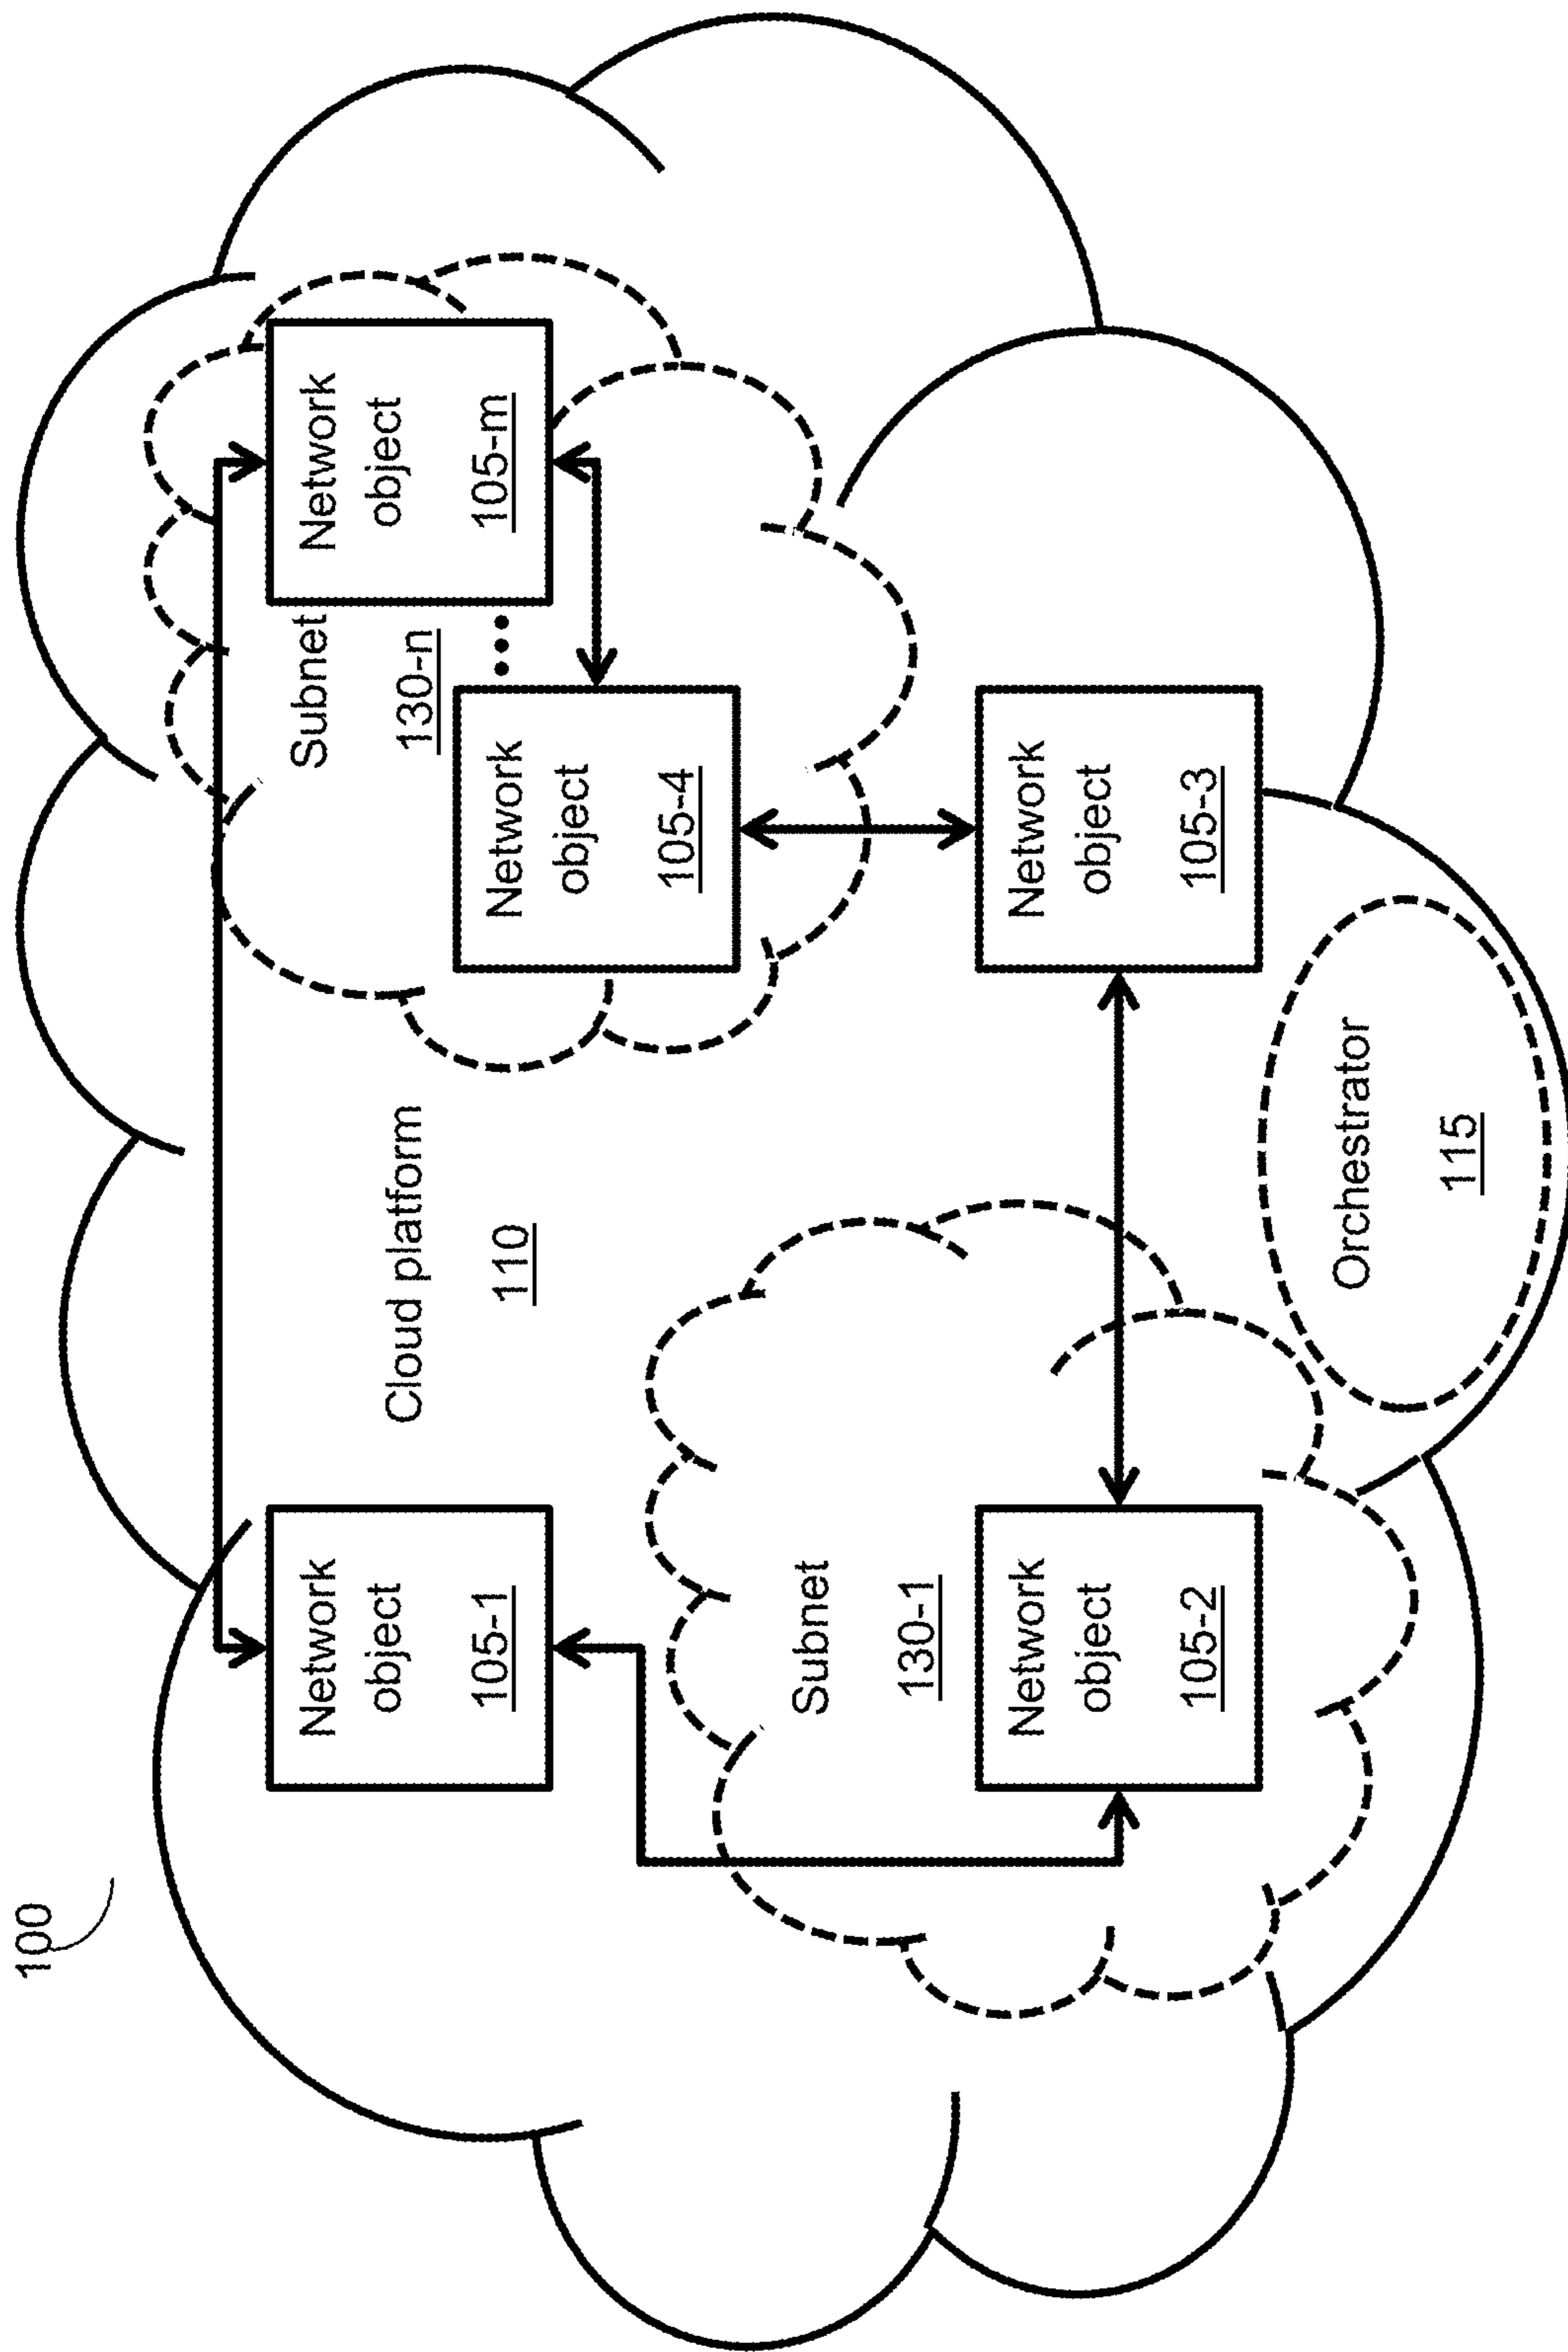 100
Cloud platform
110
Network
object
105-1
Subnet
130-n
Network
object
105-m
Network
object
105-4
Subnet
130-1
Network
object
105-2
Network
object
105-3
Orchestrator
115